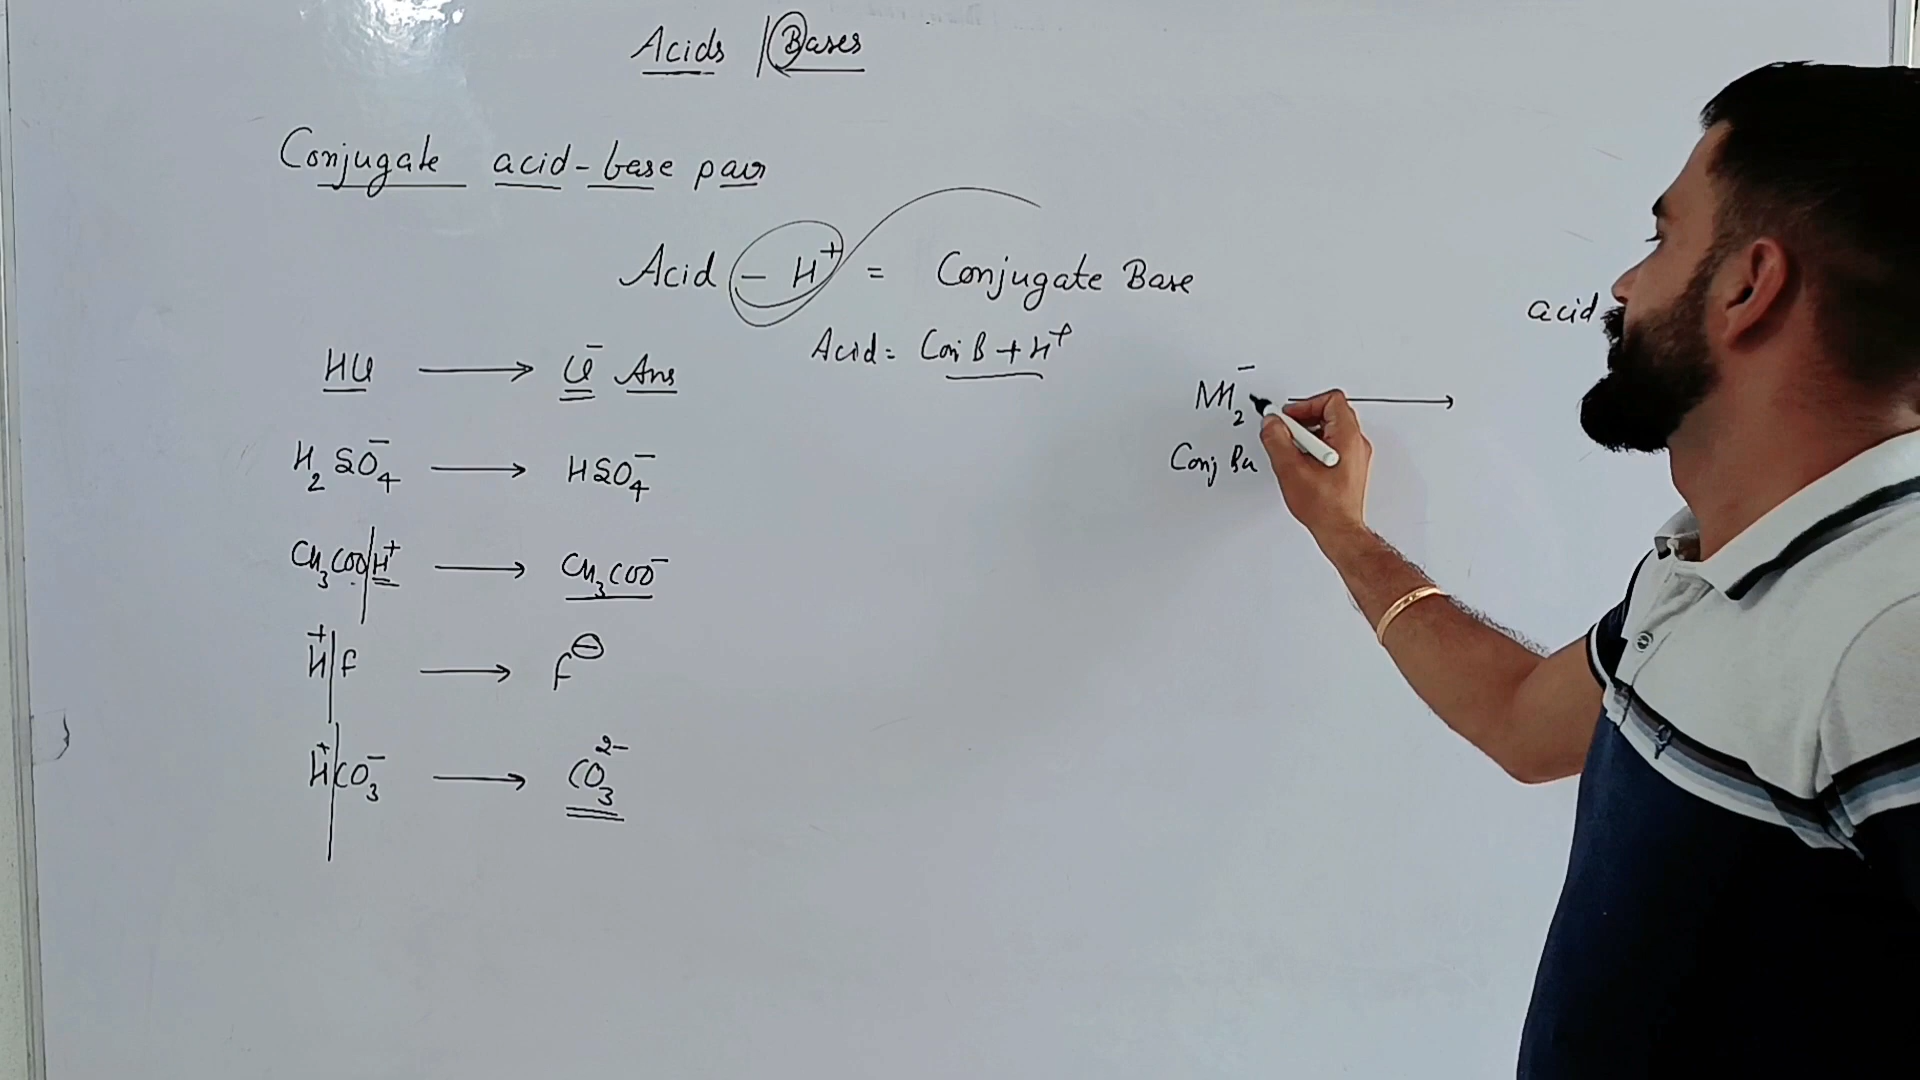 Acids | Bases
Conjugate acid-base pair
Acid - H⁺ = Conjugate Base
Acid = Conj B + H⁺
HCl ⟶ Cl⁻ Ans
H₂SO₄⁻ ⟶ HSO₄⁻
CH₃COO|H⁺ ⟶ CH₃COO⁻
H⁺|F ⟶ F⊖
H⁺|CO₃⁻ ⟶ CO₃²⁻
acid
NH₂⁻ ⟶
Conj Ba